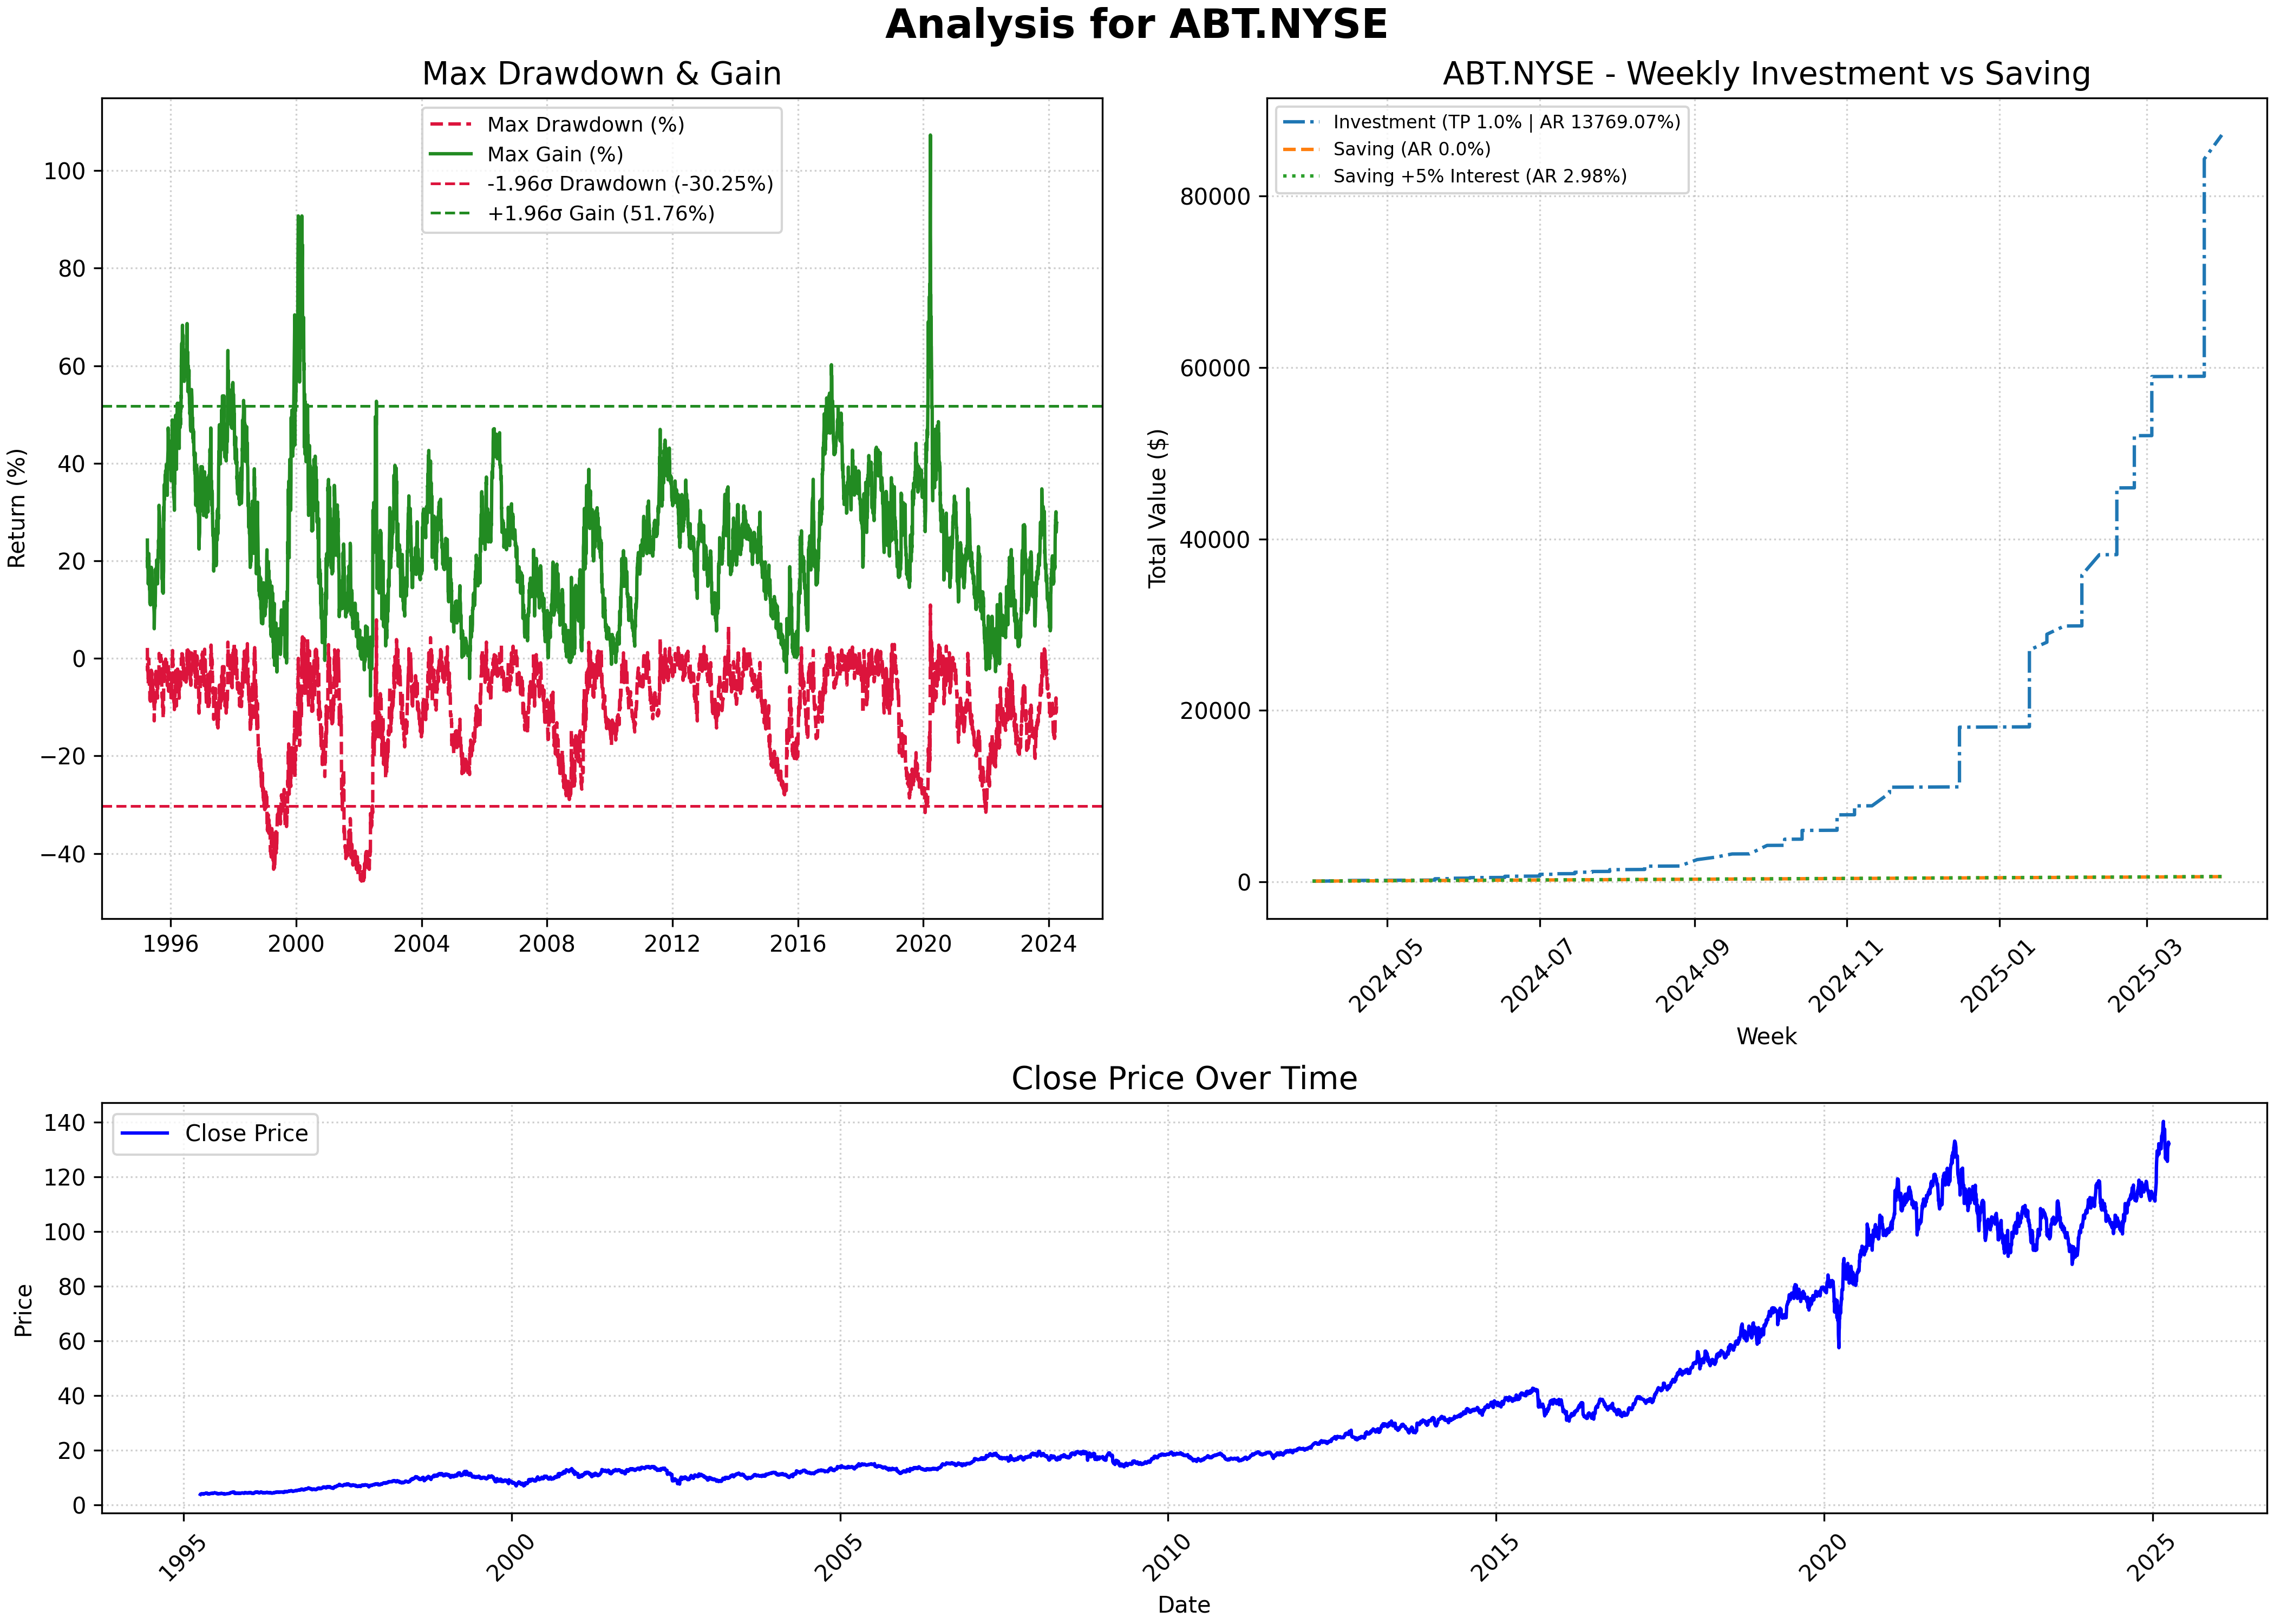 Analysis for ABT.NYSE
Max Drawdown & Gain
Return (%)
100
80
60
40
20
0
−20
−40
Max Drawdown (%)
Max Gain (%)
-1.96σ Drawdown (-30.25%)
+1.96σ Gain (51.76%)
1996
2000
2004
2008
2012
2016
2020
2024
ABT.NYSE - Weekly Investment vs Saving
Total Value ($)
80000
60000
40000
20000
0
Investment (TP 1.0% | AR 13769.07%)
Saving (AR 0.0%)
Saving +5% Interest (AR 2.98%)
2024-05
2024-07
2024-09
2024-11
2025-01
2025-03
Week
Close Price Over Time
Price
140
120
100
80
60
40
20
0
Close Price
1995
2000
2005
2010
2015
2020
2025
Date